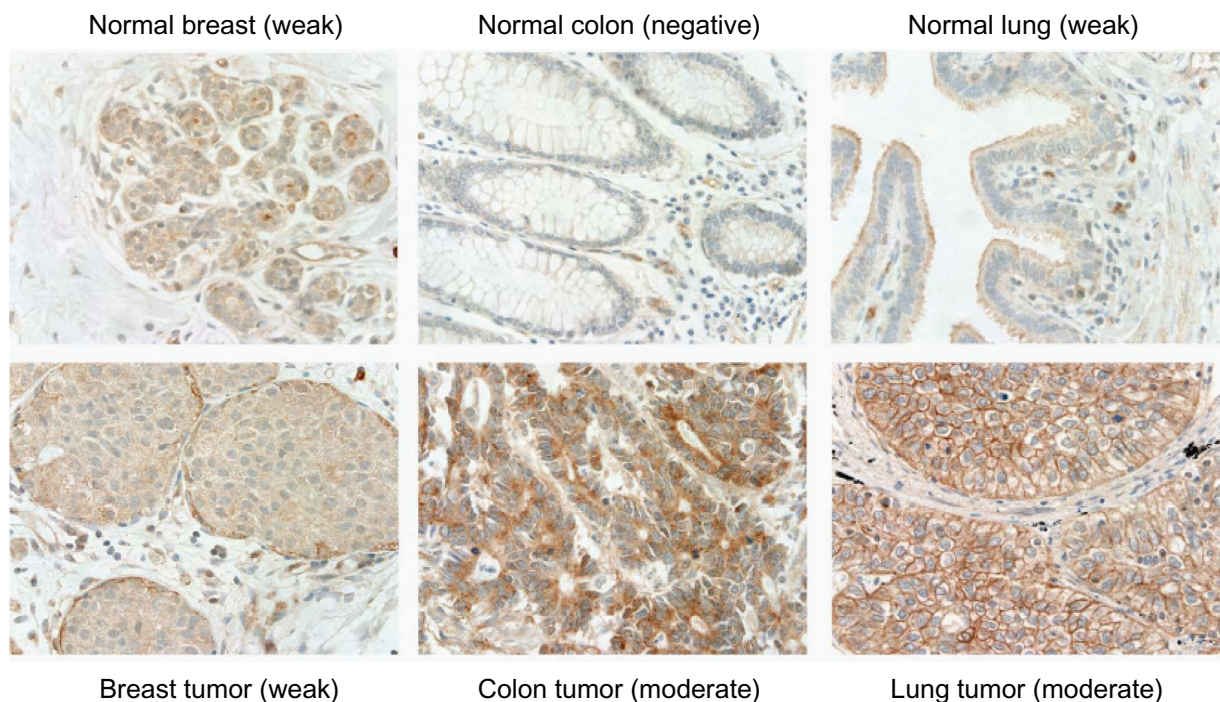 Normal breast (weak)
Normal colon (negative)
Normal lung (weak)
Breast tumor (weak)
Colon tumor (moderate)
Lung tumor (moderate)